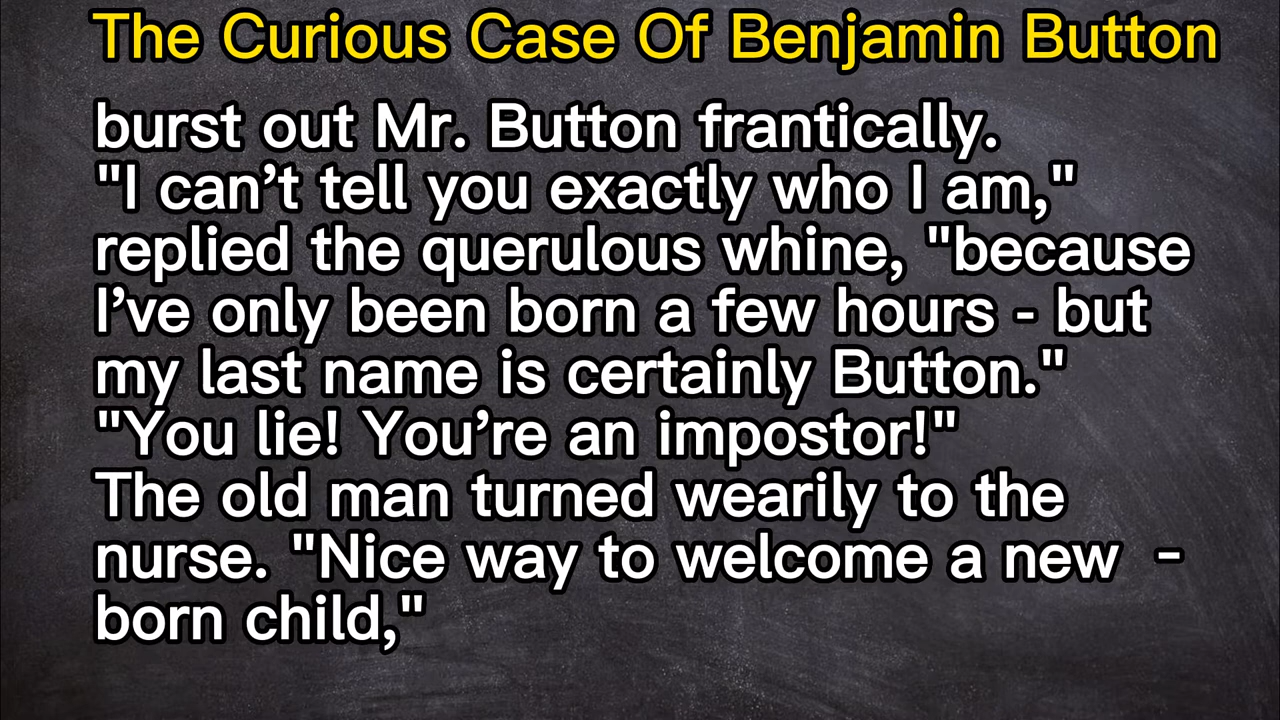 The Curious Case Of Benjamin Button
burst out Mr. Button frantically.
"I can’t tell you exactly who I am,"
replied the querulous whine, "because
I’ve only been born a few hours - but
my last name is certainly Button."
"You lie! You’re an impostor!"
The old man turned wearily to the
nurse. "Nice way to welcome a new  -
born child,"